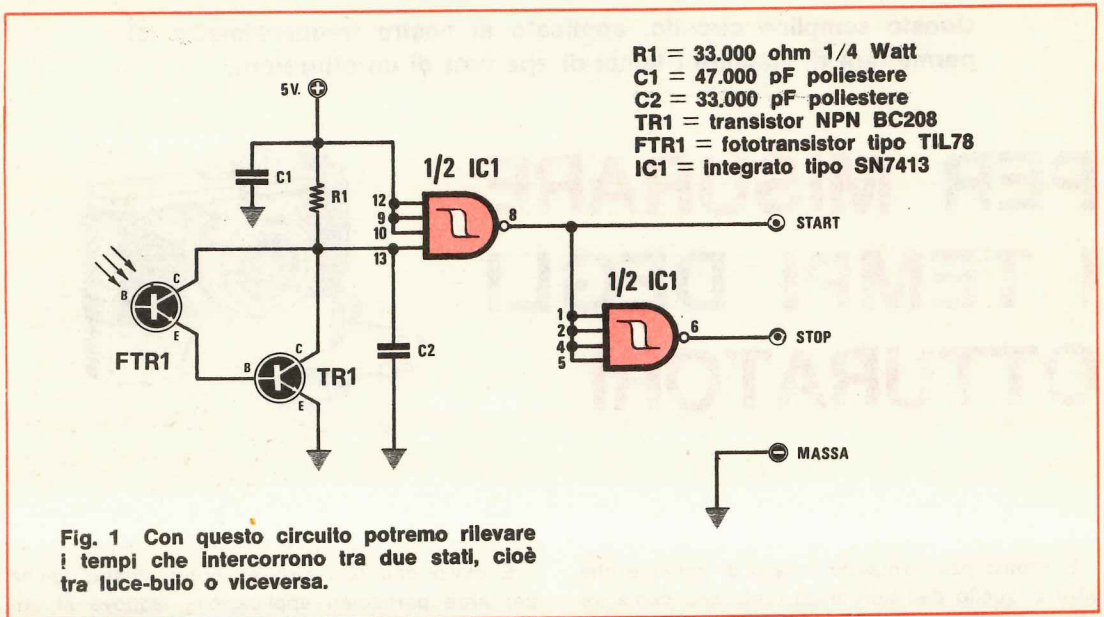 R1 = 33.000 ohm 1/4 Watt
C1 = 47.000 pF poliestere
C2 = 33.000 pF poliestere
TR1 = transistor NPN BC208
FTR1 = fototransistor tipo TIL78
IC1 = integrato tipo SN7413
5V.
C1
R1
1/2 IC1
12
9
10
13
8
START
B
C
E
FTR1
B
C
E
TR1
C2
1/2 IC1
1
2
4
5
6
STOP
MASSA
Fig. 1 Con questo circuito potremo rilevare
i tempi che intercorrono tra due stati, cioè
tra luce-buio o viceversa.